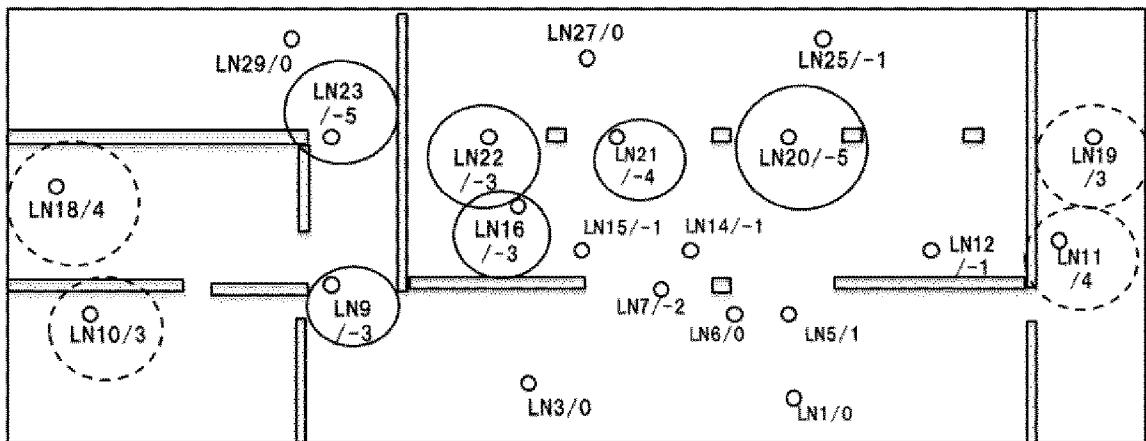 LN27/0
LN25/-1
LN29/0
LN23
/-5
LN22
/-3
LN21
/-4
LN20/-5
LN19
/3
LN18/4
LN16
/-3
LN15/-1
LN14/-1
LN12
/-1
LN11
/4
LN10/3
LN9
/-3
LN7/-2
LN6/0
LN5/1
LN3/0
LN1/0